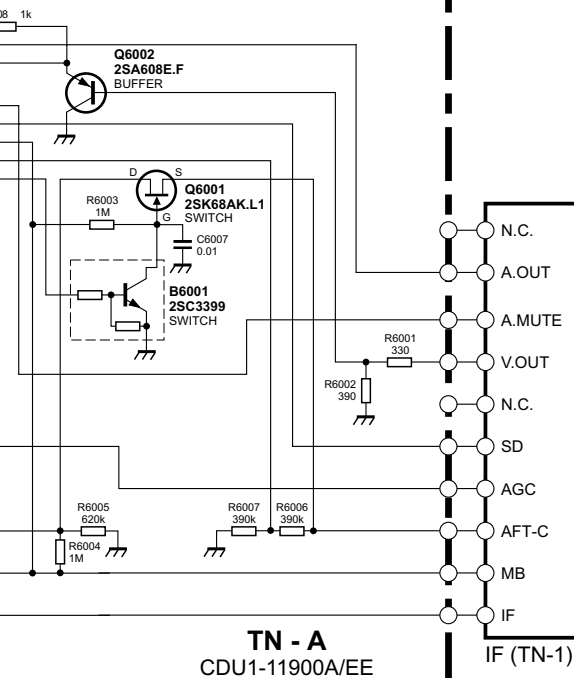 08 1k
Q6002
2SA608E.F
BUFFER
D S
Q6001
2SK68AK.L1
SWITCH
G
R6003
1M
C6007
0.01
B6001
2SC3399
SWITCH
N.C.
A.OUT
A.MUTE
R6001
330
V.OUT
R6002
390
N.C.
SD
AGC
R6005
620k
R6007
390k
R6006
390k
AFT-C
R6004
1M
MB
IF
TN - A
CDU1-11900A/EE
IF (TN-1)